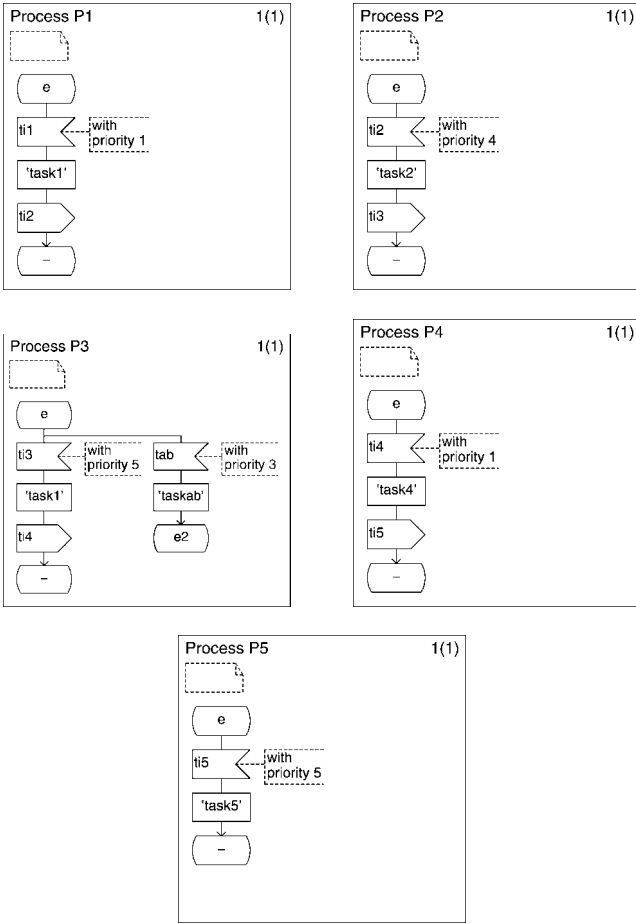 Process P1 1(1)
e
ti1
with
priority 1
'task1'
ti2
–
Process P2 1(1)
e
ti2
with
priority 4
'task2'
ti3
–
Process P3 1(1)
e
ti3
with
priority 5
tab
with
priority 3
'task1'
'taskab'
ti4
e2
–
Process P4 1(1)
e
ti4
with
priority 1
'task4'
ti5
–
Process P5 1(1)
e
ti5
with
priority 5
'task5'
–